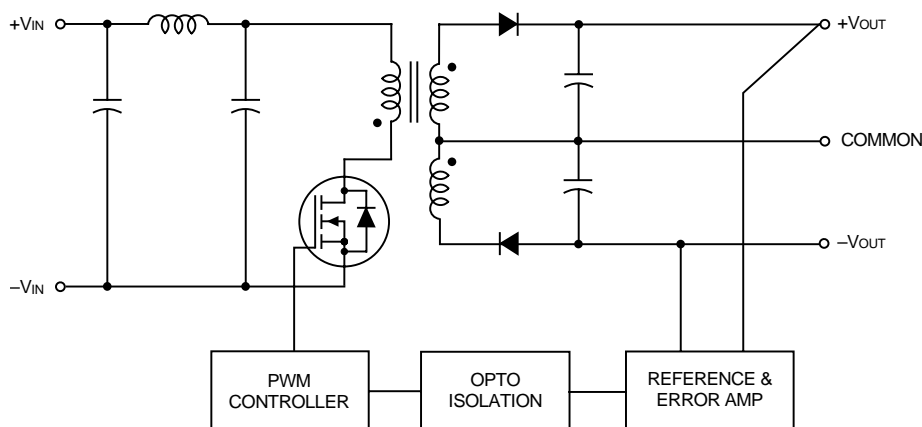 +VIN
+VOUT
COMMON
–VOUT
–VIN
PWM
CONTROLLER
OPTO
ISOLATION
REFERENCE &
ERROR AMP